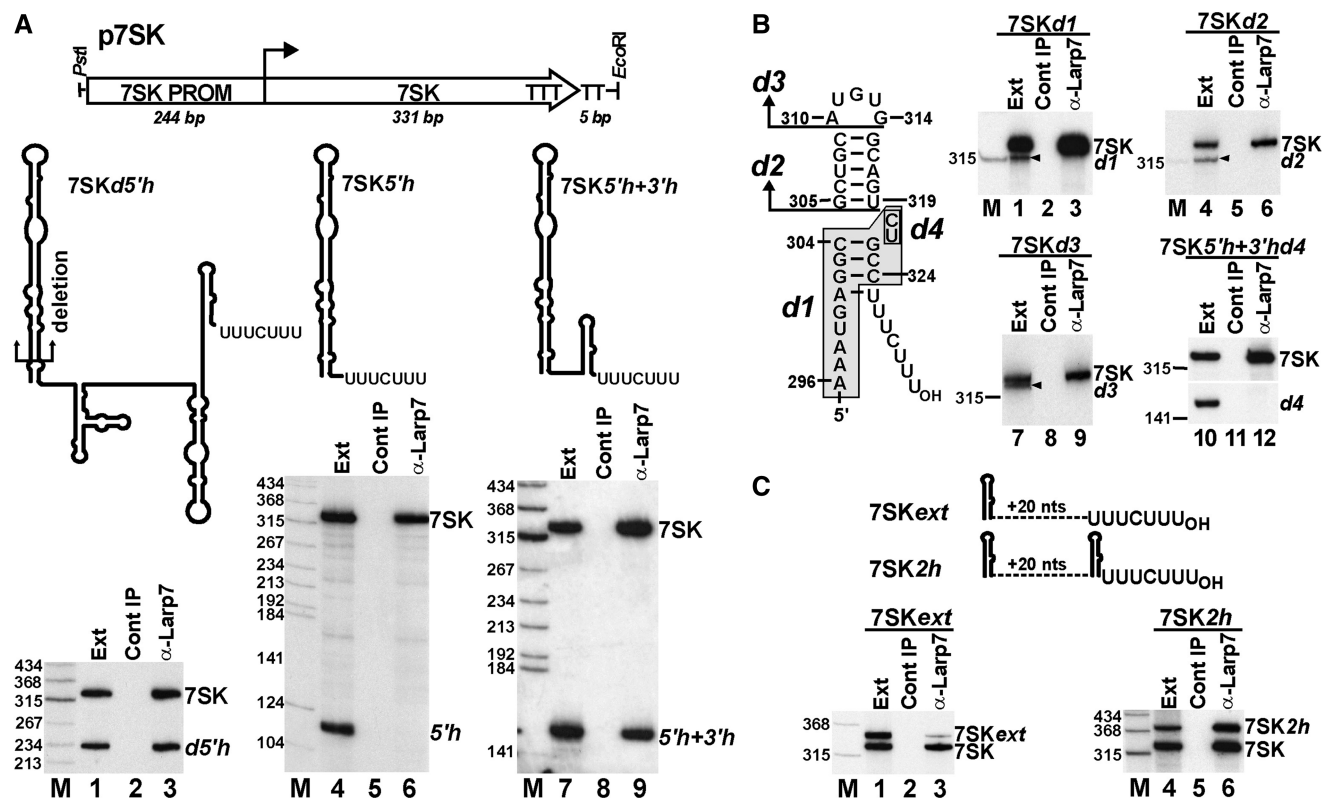 A
p7SK
PstI
EcoRI
7SK PROM
7SK
TTT
TT
244 bp
331 bp
5 bp
7SKd5'h
deletion
UUUCUUU
7SK5'h
UUUCUUU
7SK5'h+3'h
UUUCUUU
Ext
Cont IP
α-Larp7
434
368
315
267
234
213
7SK
d5'h
M 1 2 3
Ext
Cont IP
α-Larp7
434
368
315
267
234
213
192
184
141
124
104
7SK
5'h
M 4 5 6
Ext
Cont IP
α-Larp7
434
368
315
267
234
213
192
184
141
7SK
5'h+3'h
M 7 8 9
B
d3
U G U
310 A G 314
C G
G C
C A
U G
d2
305 G U 319
C
U
d4
304 C G
G C
G C 324
A U
d1
G U
U U
A C
A U
296 A U
U OH
5'
7SKd1
Ext
Cont IP
α-Larp7
315
7SK
d1
M 1 2 3
7SKd2
Ext
Cont IP
α-Larp7
315
7SK
d2
M 4 5 6
7SKd3
Ext
Cont IP
α-Larp7
315
7SK
d3
7 8 9
7SK5'h+3'hd4
Ext
Cont IP
α-Larp7
315
7SK
141
d4
10 11 12
C
7SKext
+20 nts
UUUCUUUOH
7SK2h
+20 nts
UUUCUUUOH
7SKext
Ext
Cont IP
α-Larp7
368
315
7SKext
7SK
M 1 2 3
7SK2h
Ext
Cont IP
α-Larp7
434
368
315
7SK2h
7SK
M 4 5 6